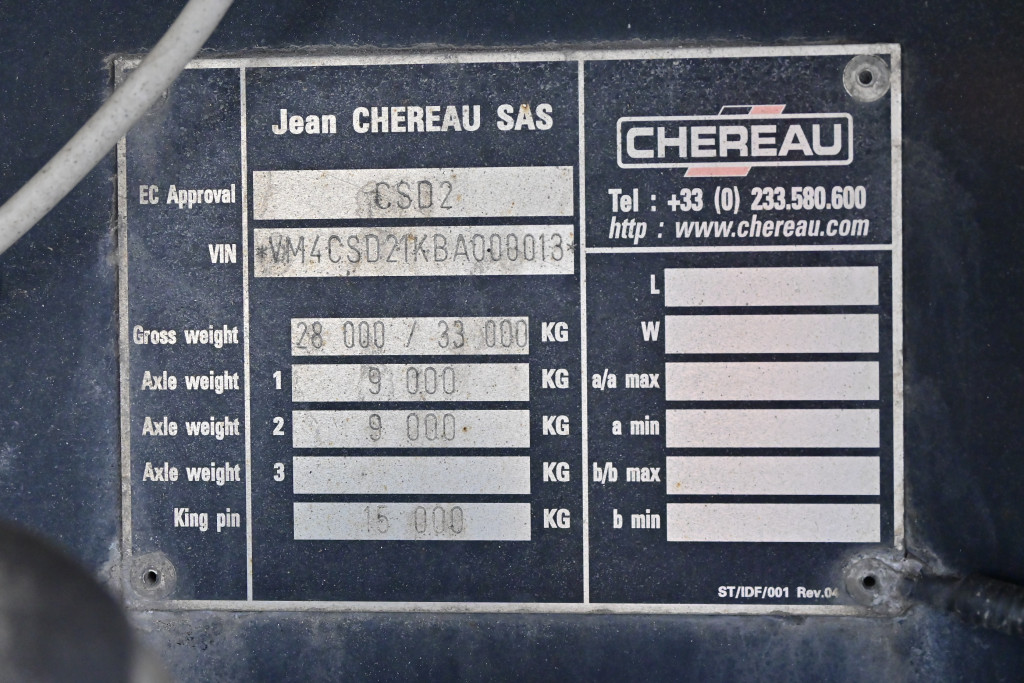 Jean CHEREAU SAS
EC Approval CSD2
VIN *VM4CSD21KBA008013*
Gross weight 28 000 / 33 000 KG
Axle weight 1 9 000 KG
Axle weight 2 9 000 KG
Axle weight 3 KG
King pin 15 000 KG
CHEREAU
Tel : +33 (0) 233.580.600
http : www.chereau.com
L
W
a/a max
a min
b/b max
b min
ST/IDF/001 Rev.04